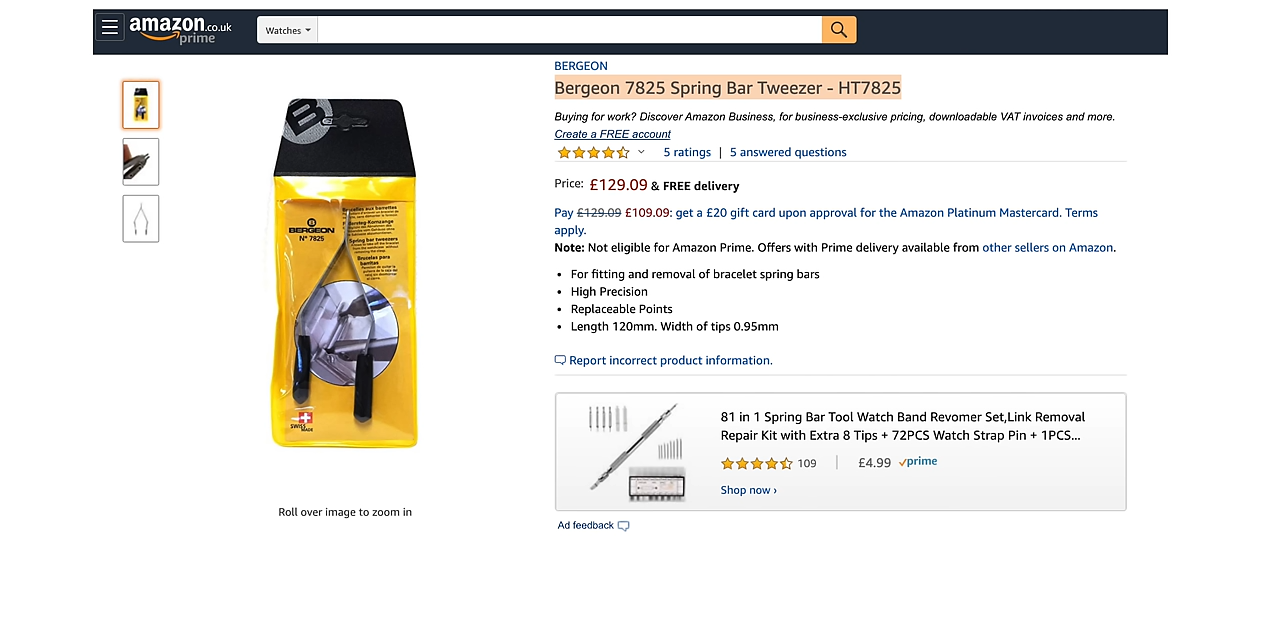 amazon.co.uk
prime
Watches
BERGEON
Bergeon 7825 Spring Bar Tweezer - HT7825
Buying for work? Discover Amazon Business, for business-exclusive pricing, downloadable VAT invoices and more.
Create a FREE account
5 ratings | 5 answered questions
Price: £129.09 & FREE delivery
Pay £129.09 £109.09: get a £20 gift card upon approval for the Amazon Platinum Mastercard. Terms
apply.
Note: Not eligible for Amazon Prime. Offers with Prime delivery available from other sellers on Amazon.
• For fitting and removal of bracelet spring bars
• High Precision
• Replaceable Points
• Length 120mm. Width of tips 0.95mm
Report incorrect product information.
81 in 1 Spring Bar Tool Watch Band Revomer Set,Link Removal
Repair Kit with Extra 8 Tips + 72PCS Watch Strap Pin + 1PCS...
109 | £4.99 prime
Shop now ›
Ad feedback
B
BERGEON
N° 7825
Spring bar tweezers
Brucelas para
barritas
SWISS
MADE
Roll over image to zoom in